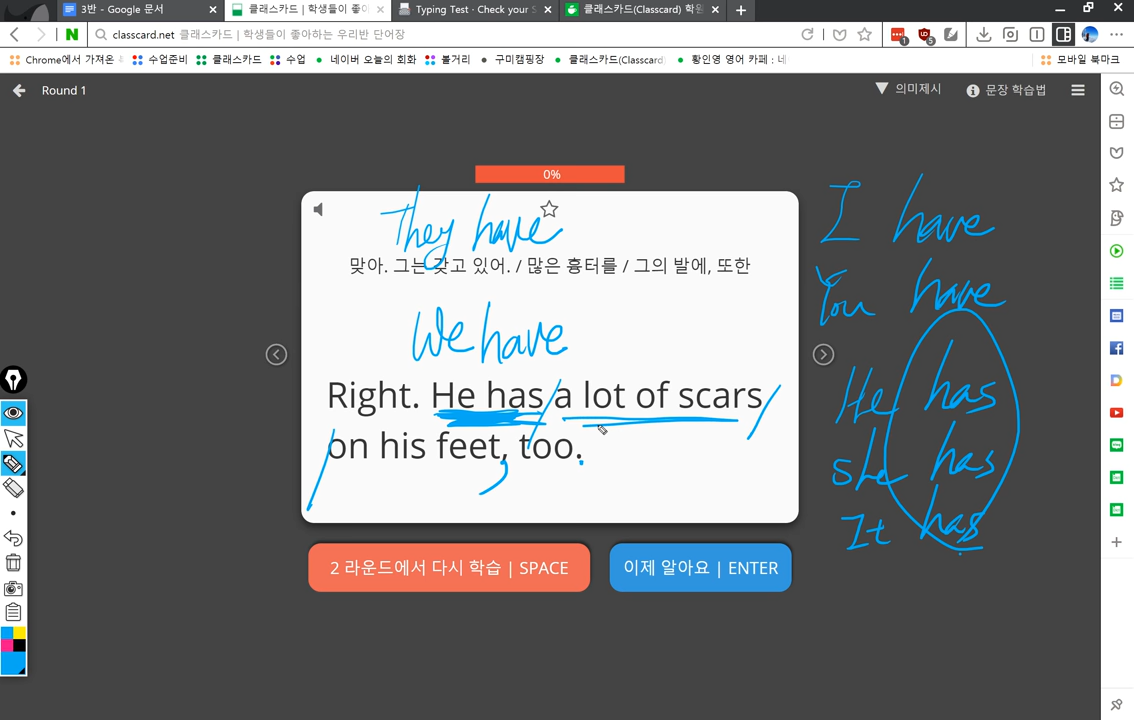 3반 - Google 문서
클래스카드 | 학생들이 좋아
Typing Test · Check your S
클래스카드(Classcard) 학원
classcard.net 클래스카드 | 학생들이 좋아하는 우리반 단어장
Chrome에서 가져온
수업준비
클래스카드
수업
네이버 오늘의 회화
볼거리
구미캠핑장
클래스카드(Classcard)
황인영 영어 카페 : 네
모바일 북마크
Round 1
의미제시
문장 학습법
0%
They have
맞아. 그는 갖고 있어. / 많은 흉터를 / 그의 발에, 또한
We have
Right. He has a lot of scars
on his feet, too.
I have
You have
He has
she has
It has
2 라운드에서 다시 학습 | SPACE
이제 알아요 | ENTER